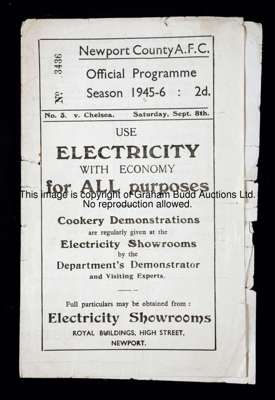 Newport County A.F.C.
No. 3436
Official Programme
Season 1945-6 : 2d.
No. 5. v. Chelsea. Saturday, Sept. 8th.
USE
ELECTRICITY
WITH ECONOMY
for ALL purposes
This image is copyright of Graham Budd Auctions Ltd.
No reproduction allowed.
Cookery Demonstrations
are regularly given at the
Electricity Showrooms
by the
Department's Demonstrator
and Visiting Experts.
Full particulars may be obtained from :
Electricity Showrooms
ROYAL BUILDINGS, HIGH STREET,
NEWPORT.